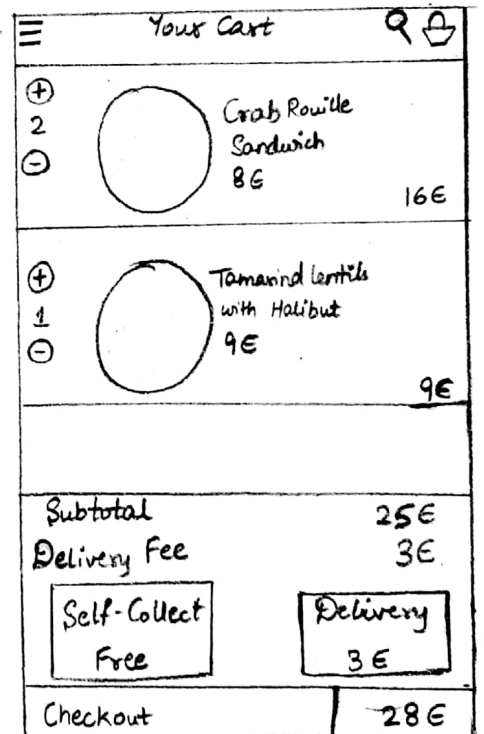 Your Cart
+
2
-
Crab Rouille
Sandwich
8€
16€
+
1
-
Tamarind lentils
with Halibut
9€
9€
Subtotal 25€
Delivery Fee 3€
Self-Collect
Free
Delivery
3€
Checkout 28€